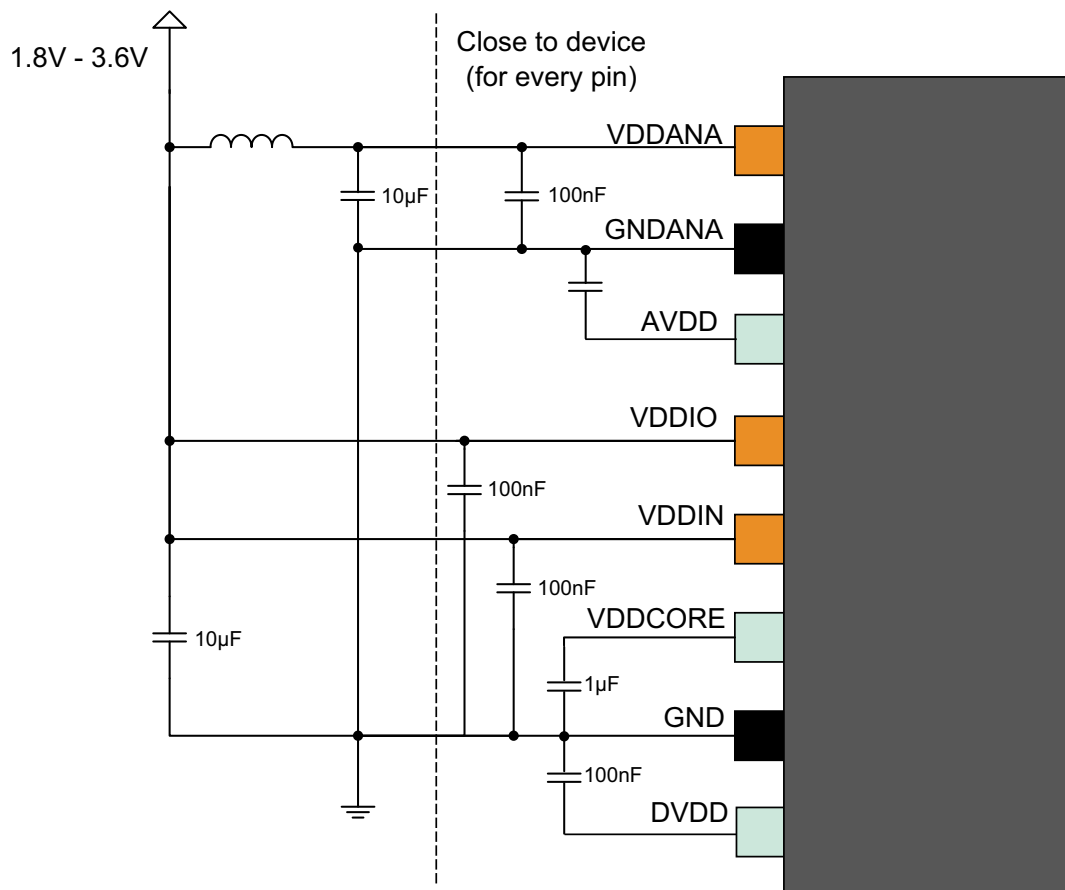 1.8V - 3.6V
Close to device
(for every pin)
VDDANA
10µF
100nF
GNDANA
AVDD
VDDIO
100nF
VDDIN
100nF
VDDCORE
10µF
1µF
GND
100nF
DVDD